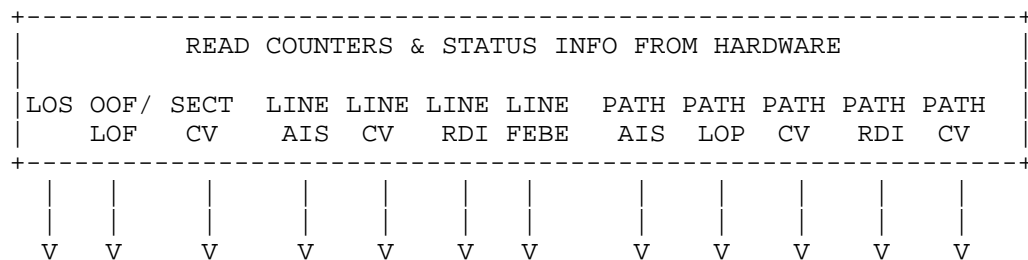 +---------------------------------------------------------------+
| READ COUNTERS & STATUS INFO FROM HARDWARE |
| |
|LOS OOF/ SECT LINE LINE LINE LINE PATH PATH PATH PATH PATH |
| LOF CV AIS CV RDI FEBE AIS LOP CV RDI CV |
+---------------------------------------------------------------+
| | | | | | | | | | | |
| | | | | | | | | | | |
V V V V V V V V V V V V